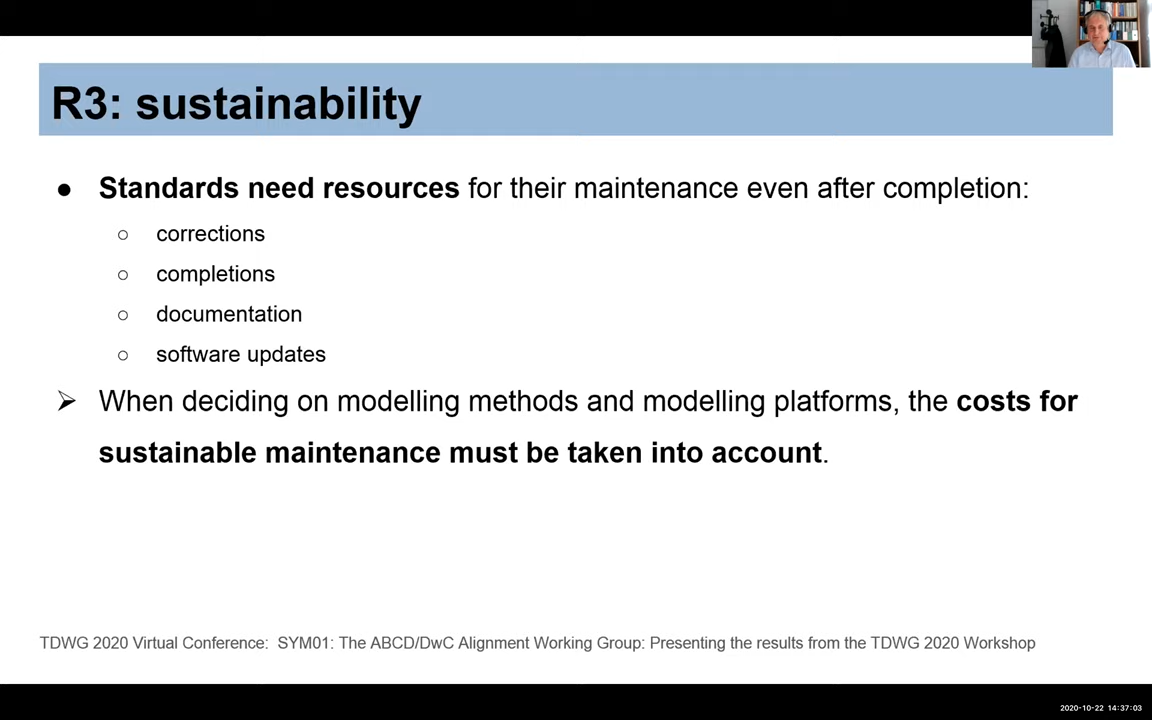 R3: sustainability
● Standards need resources for their maintenance even after completion:
○ corrections
○ completions
○ documentation
○ software updates
➢ When deciding on modelling methods and modelling platforms, the costs for
sustainable maintenance must be taken into account.
TDWG 2020 Virtual Conference: SYM01: The ABCD/DwC Alignment Working Group: Presenting the results from the TDWG 2020 Workshop
2020-10-22 14:37:03